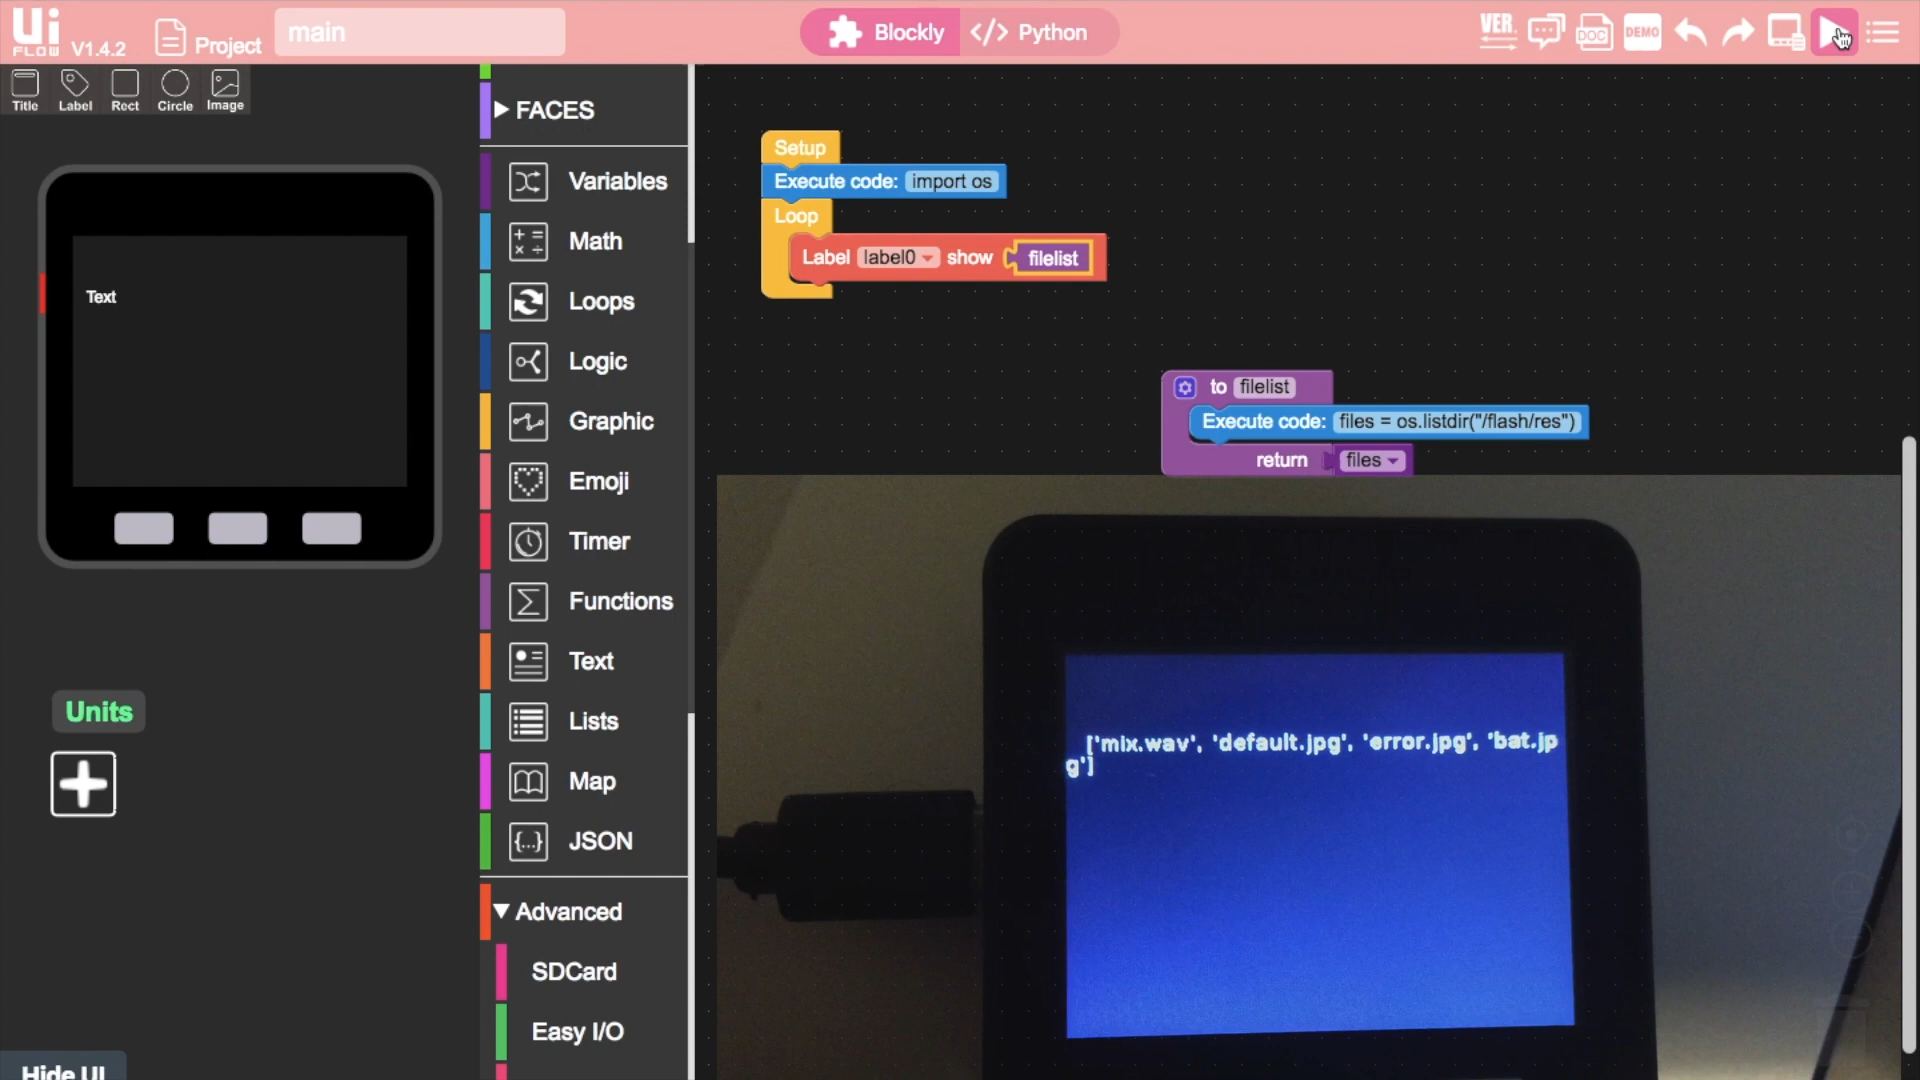 Ui
FLOW V1.4.2
Project
main
Blockly
</> Python
VER.
DOC
DEMO
Title
Label
Rect
Circle
Image
Text
Units
Hide UI
FACES
Variables
Math
Loops
Logic
Graphic
Emoji
Timer
Functions
Text
Lists
Map
JSON
Advanced
SDCard
Easy I/O
Setup
Execute code: import os
Loop
Label label0 show filelist
to filelist
Execute code: files = os.listdir("/flash/res")
return files
['mix.wav', 'default.jpg', 'error.jpg', 'bat.jp
g']